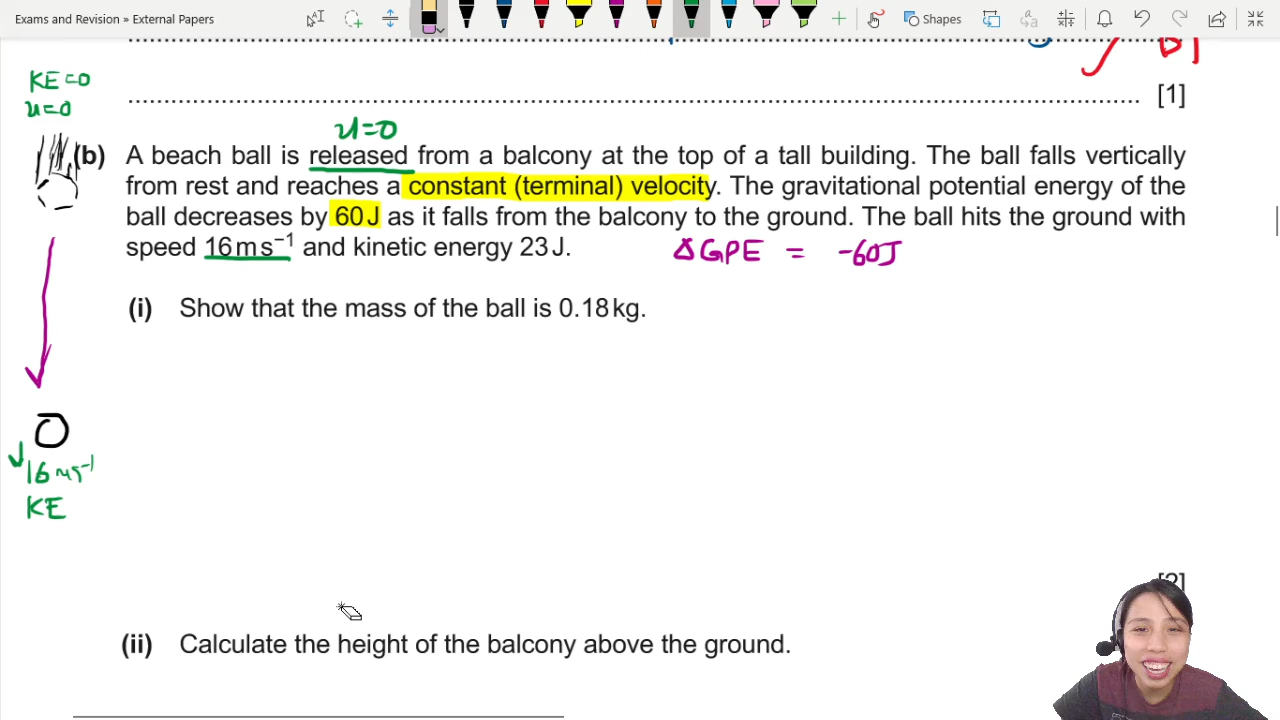 Exams and Revision » External Papers
Shapes
[1]
KE=0
u=0
u=0
(b) A beach ball is released from a balcony at the top of a tall building. The ball falls vertically
from rest and reaches a constant (terminal) velocity. The gravitational potential energy of the
ball decreases by 60 J as it falls from the balcony to the ground. The ball hits the ground with
speed 16 m s⁻¹ and kinetic energy 23 J.
ΔGPE = -60J
(i) Show that the mass of the ball is 0.18 kg.
16 ms⁻¹
KE
(ii) Calculate the height of the balcony above the ground.